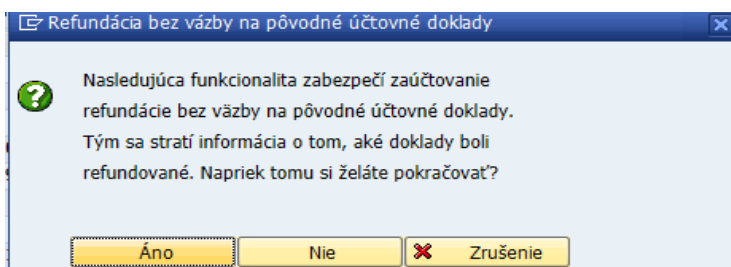 Refundácia bez väzby na pôvodné účtovné doklady
Nasledujúca funkcionalita zabezpečí zaúčtovanie
refundácie bez väzby na pôvodné účtovné doklady.
Tým sa stratí informácia o tom, aké doklady boli
refundované. Napriek tomu si želáte pokračovať?
Áno Nie Zrušenie